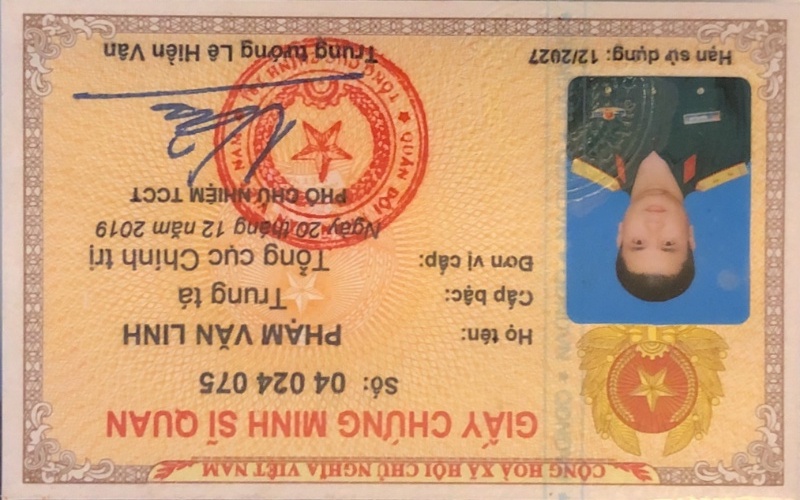 CỘNG HOÀ XÃ HỘI CHỦ NGHĨA VIỆT NAM
GIẤY CHỨNG MINH SĨ QUAN
Số: 04 024 075
Họ tên: PHẠM VĂN LINH
Cấp bậc: Trung tá
Đơn vị cấp: Tổng cục Chính trị
Ngày 20 tháng 12 năm 2019
PHÓ CHỦ NHIỆM TCCT
Hạn sử dụng: 12/2027
Trung tướng Lê Hiền Vân